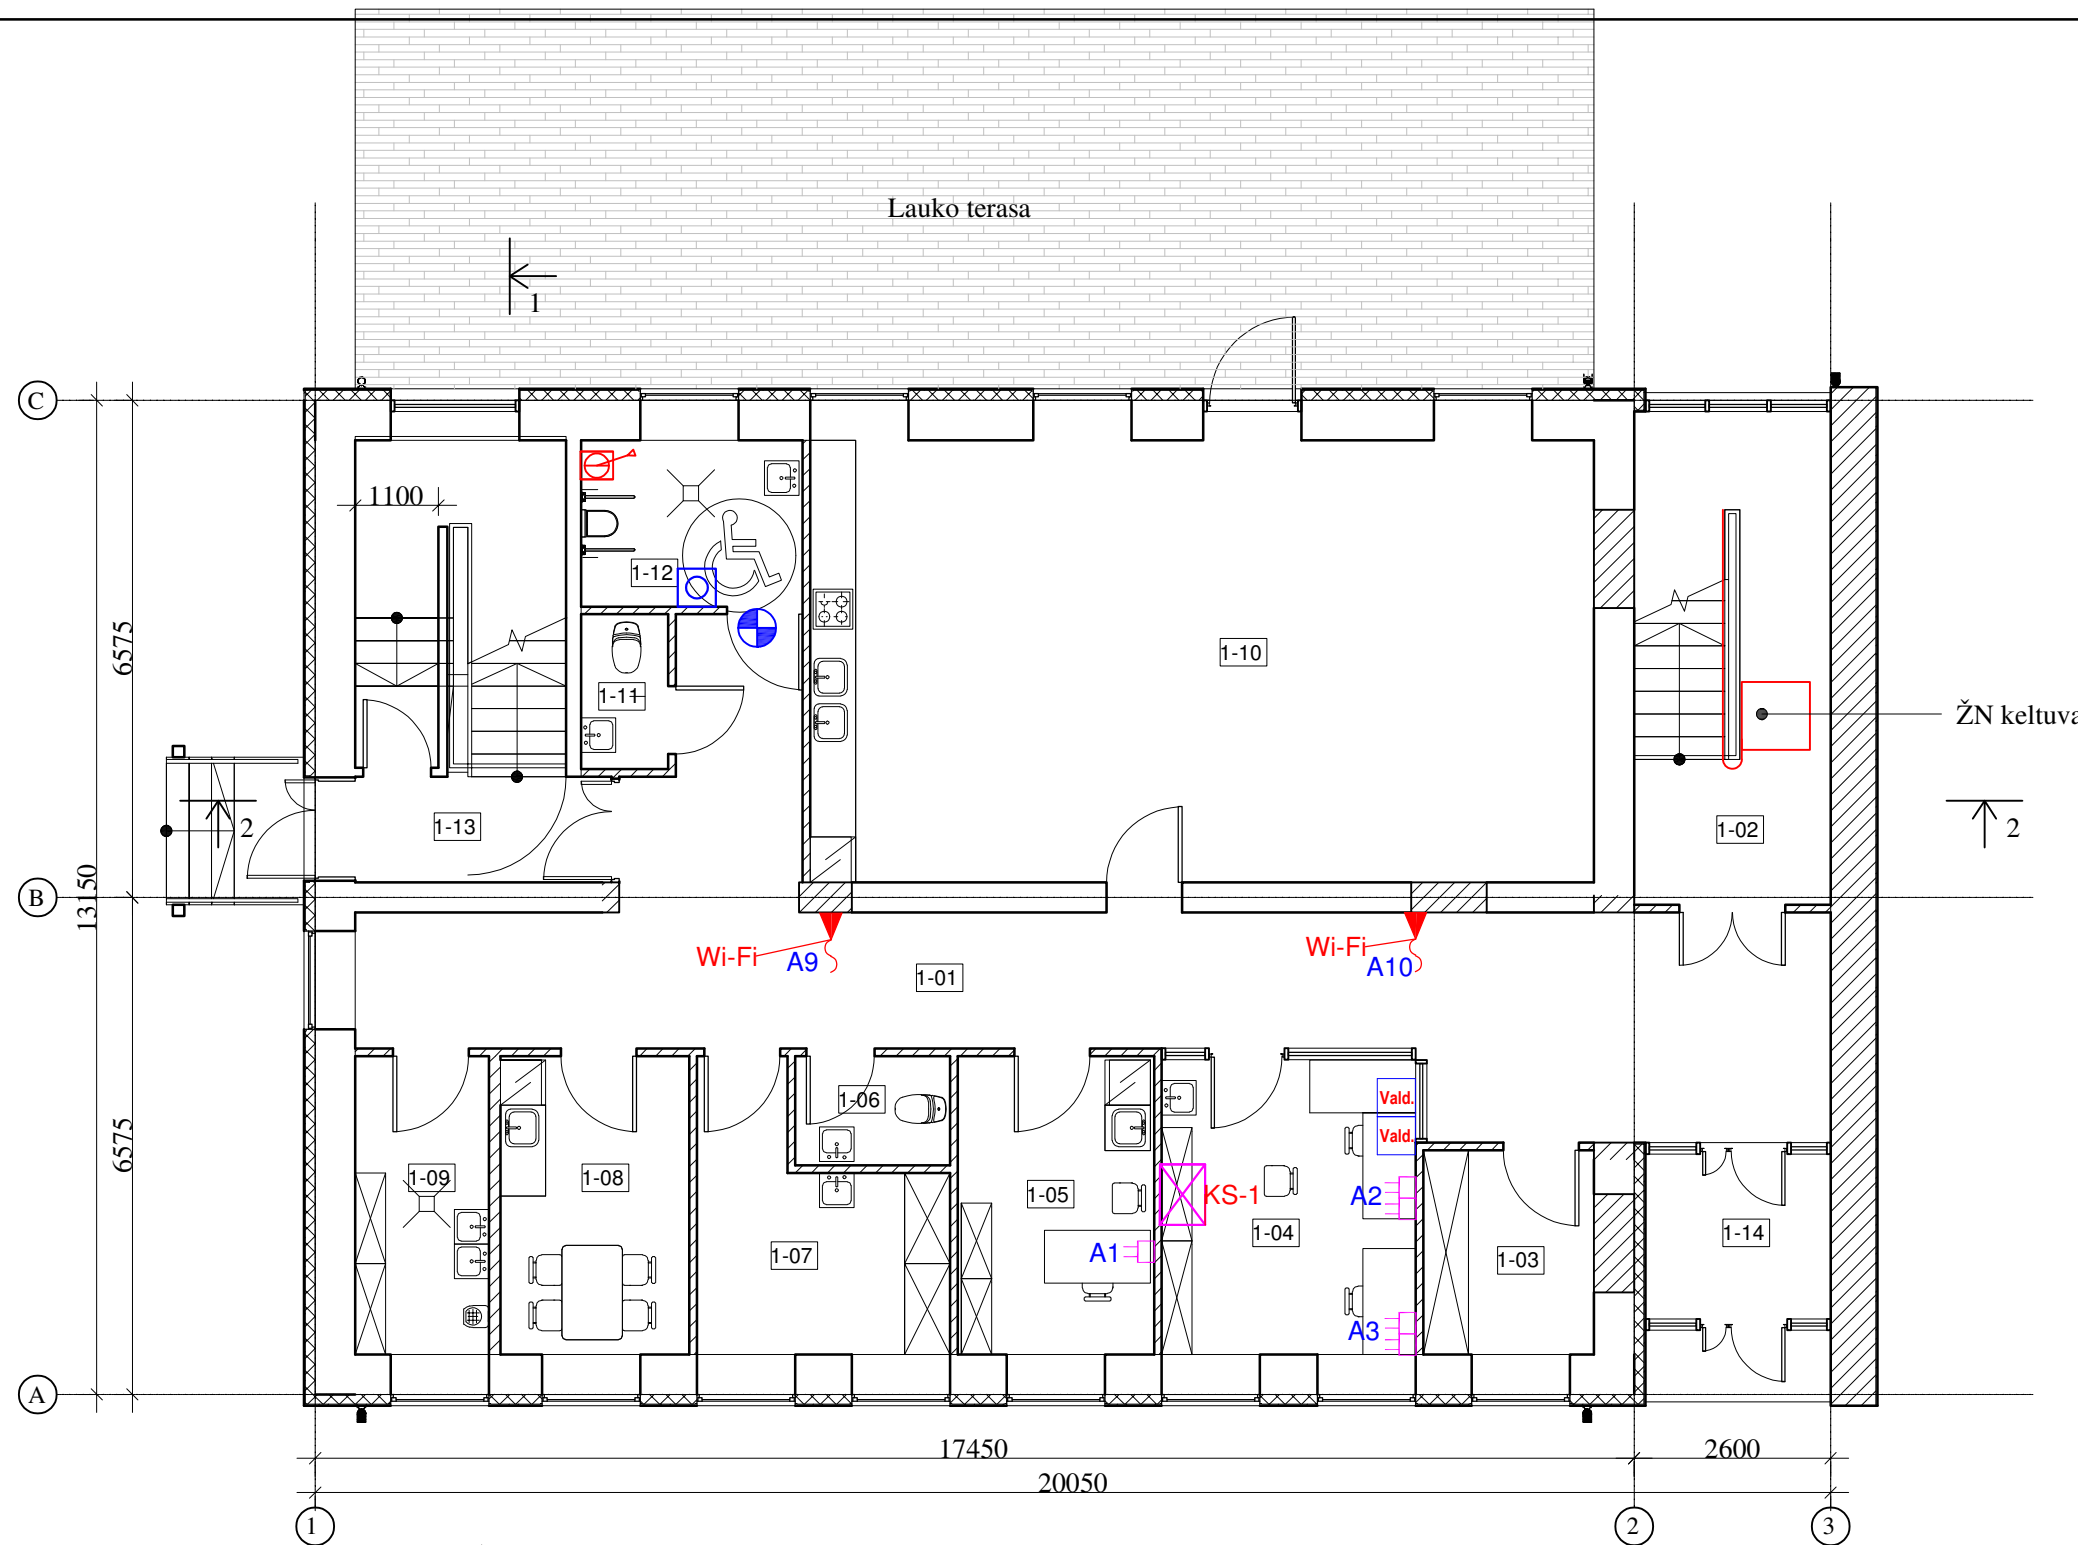 Lauko terasa
1
C
1100
1-12
6575
1-10
1-11
ŽN keltuva
2
1-13
1-02
2
13150
B
Wi-Fi
A9
Wi-Fi
A10
1-01
6575
1-06
Vald.
Vald.
1-09
1-08
1-05
KS-1
A2
1-04
1-14
1-07
A1
1-03
A3
A
17450
2600
20050
1
2
3